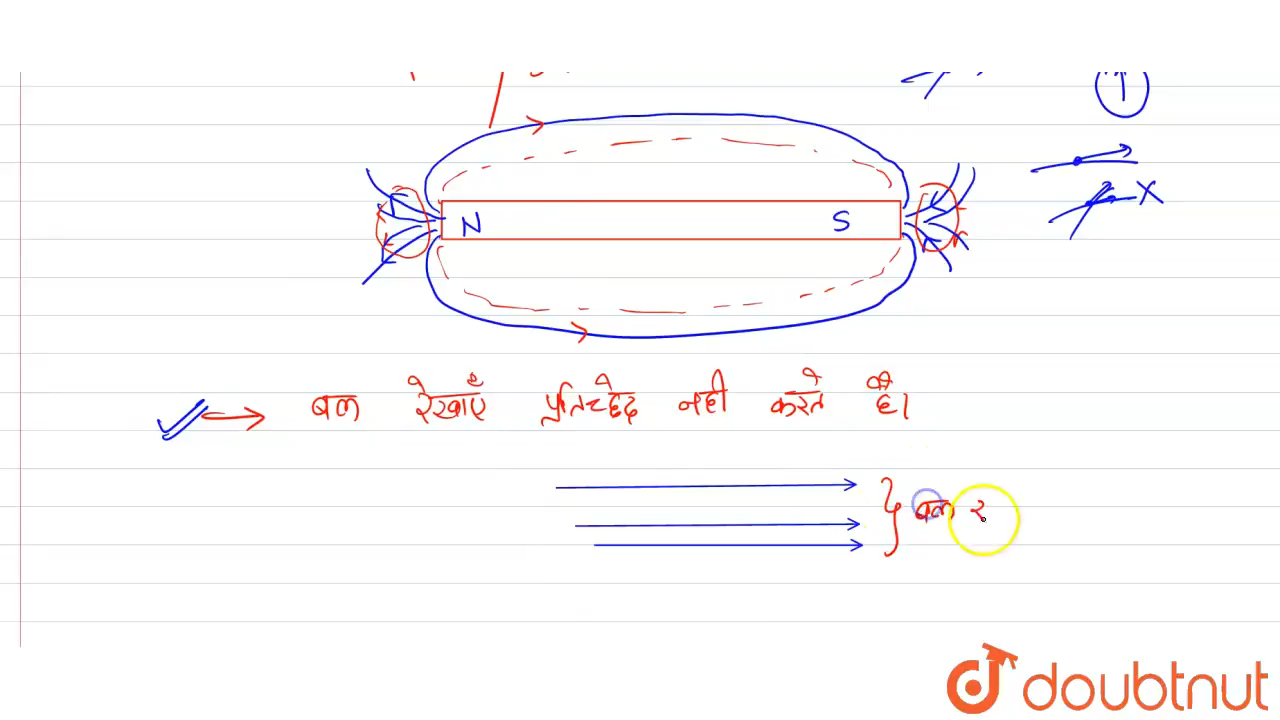 N S
X
बल रेखाए प्रतिच्छेद नही करते है।
बल र
doubtnut